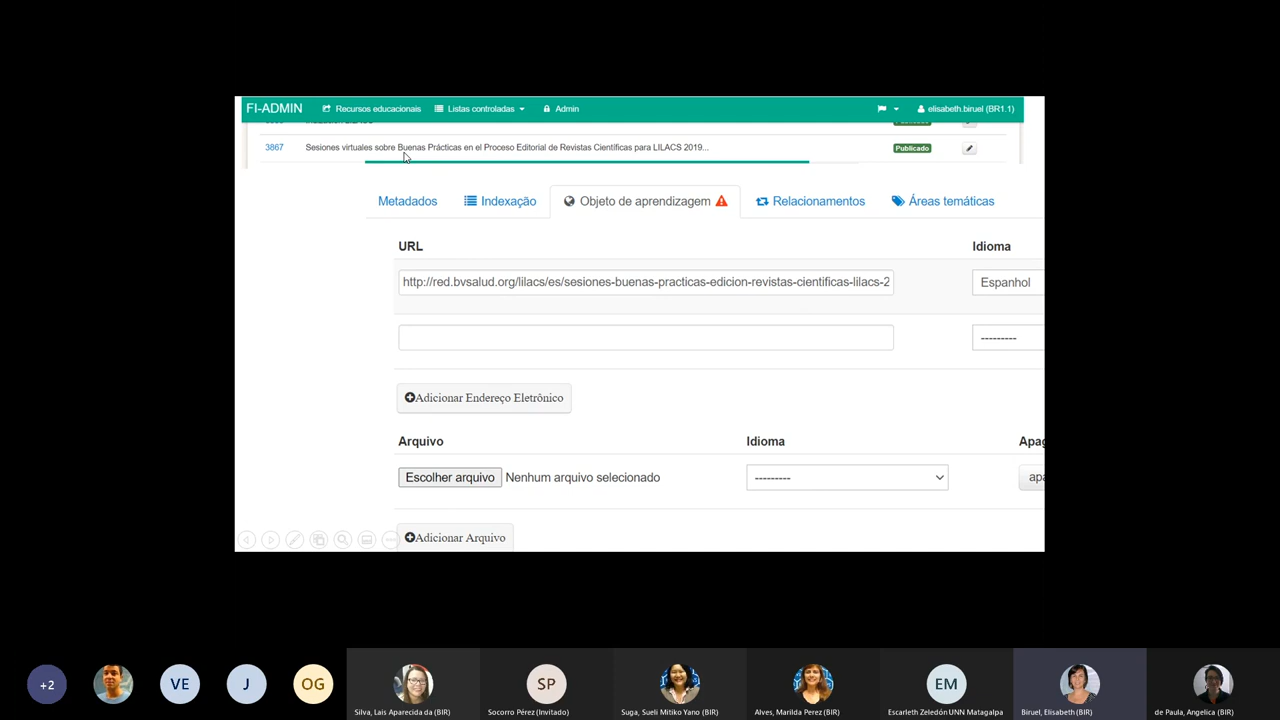 FI-ADMIN Recursos educacionais Listas controladas Admin elisabeth.biruel (BR1.1)
3867 Sesiones virtuales sobre Buenas Prácticas en el Proceso Editorial de Revistas Científicas para LILACS 2019... Publicado
Metadados Indexação Objeto de aprendizagem Relacionamentos Áreas temáticas
URL Idioma
http://red.bvsalud.org/lilacs/es/sesiones-buenas-practicas-edicion-revistas-cientificas-lilacs-2 Espanhol
---------
Adicionar Endereço Eletrônico
Arquivo Idioma Apag
Escolher arquivo Nenhum arquivo selecionado --------- apa
Adicionar Arquivo
+2 VE J OG SP EM
Silva, Lais Aparecida da (BIR) Socorro Pérez (Invitado) Suga, Sueli Mitiko Yano (BIR) Alves, Marilda Perez (BIR) Escarleth Zeledón UNN Matagalpa Biruel, Elisabeth (BIR) de Paula, Angelica (BIR)